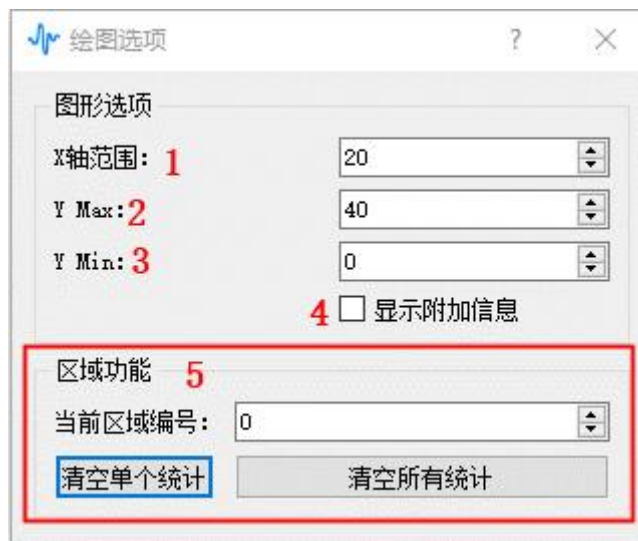 绘图选项 ?
图形选项
X轴范围: 1 20
Y Max: 2 40
Y Min: 3 0
4 显示附加信息
区域功能 5
当前区域编号: 0
清空单个统计 清空所有统计